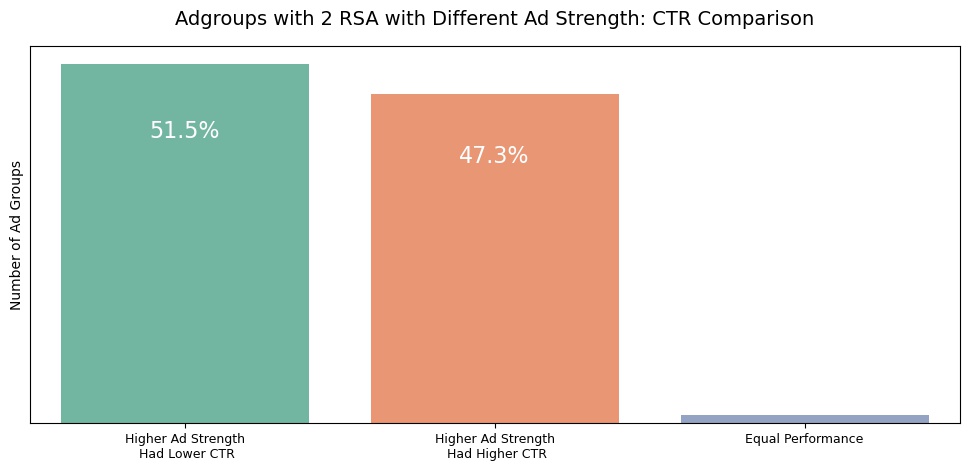 Adgroups with 2 RSA with Different Ad Strength: CTR Comparison
Number of Ad Groups
51.5%
47.3%
Higher Ad Strength
Had Lower CTR
Higher Ad Strength
Had Higher CTR
Equal Performance